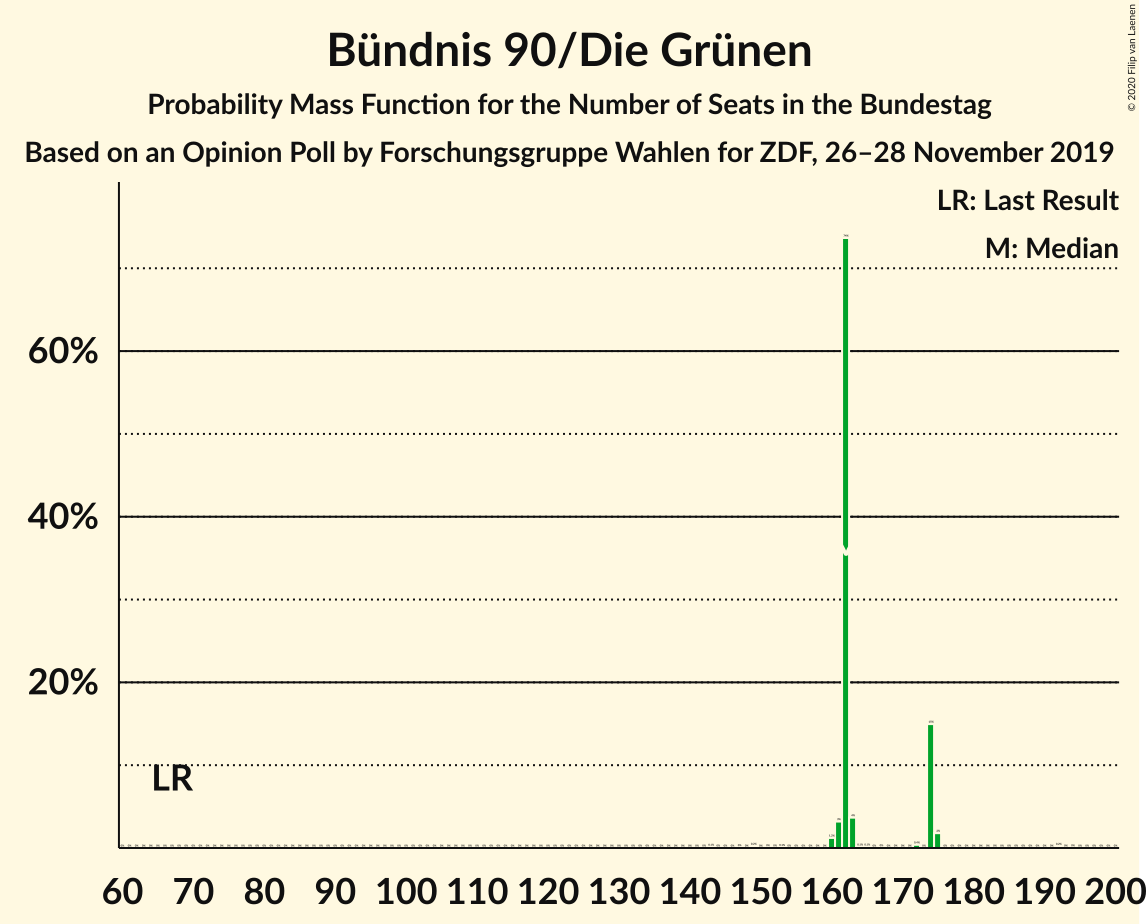 Bündnis 90/Die Grünen
Probability Mass Function for the Number of Seats in the Bundestag
Based on an Opinion Poll by Forschungsgruppe Wahlen for ZDF, 26–28 November 2019
© 2020 Filip van Laenen
LR: Last Result
M: Median
60%
40%
20%
LR
60 70 80 90 100 110 120 130 140 150 160 170 180 190 200